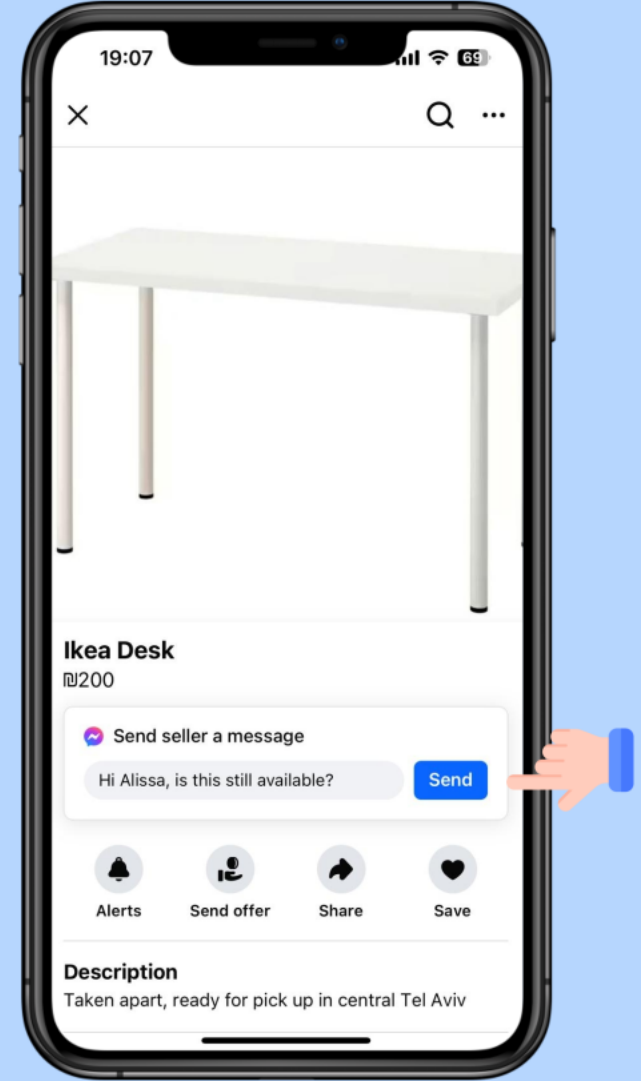 19:07
69
Ikea Desk
₪200
Send seller a message
Hi Alissa, is this still available?
Send
Alerts
Send offer
Share
Save
Description
Taken apart, ready for pick up in central Tel Aviv